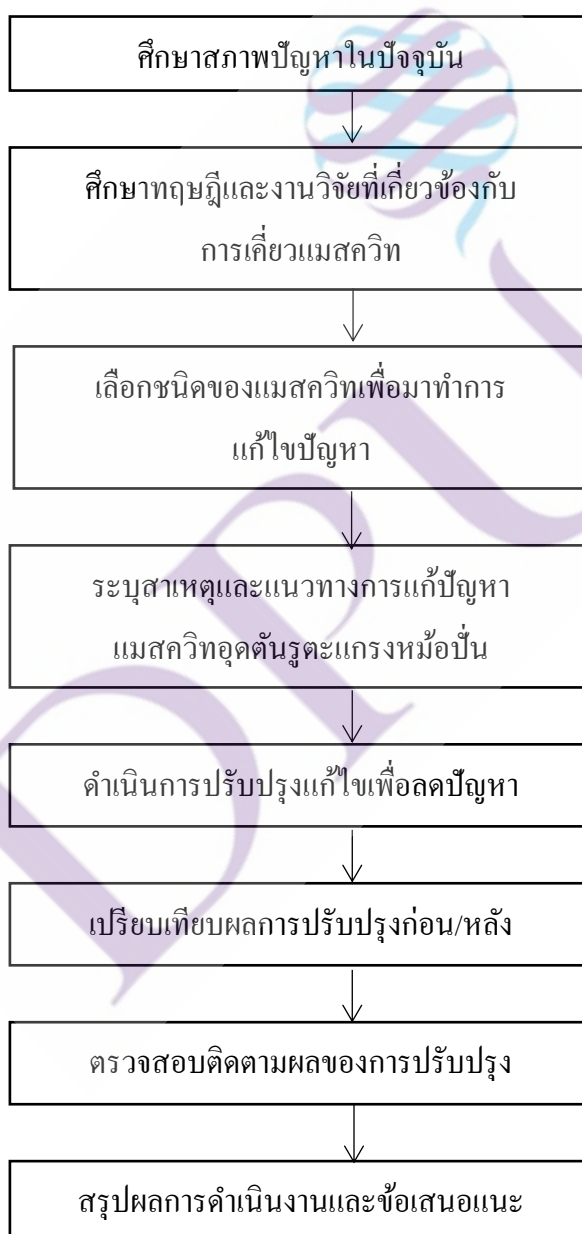 ศึกษาสภาพปัญหาในปัจจุบัน
ศึกษาทฤษฎีและงานวิจัยที่เกี่ยวข้องกับ
การเคี่ยวแมสควิท
เลือกชนิดของแมสควิทเพื่อมาทำการ
แก้ไขปัญหา
ระบุสาเหตุและแนวทางการแก้ปัญหา
แมสควิทอุดตันรูตะแกรงหม้อปั่น
ดำเนินการปรับปรุงแก้ไขเพื่อลดปัญหา
เปรียบเทียบผลการปรับปรุงก่อน/หลัง
ตรวจสอบติดตามผลของการปรับปรุง
สรุปผลการดำเนินงานและข้อเสนอแนะ
DPU